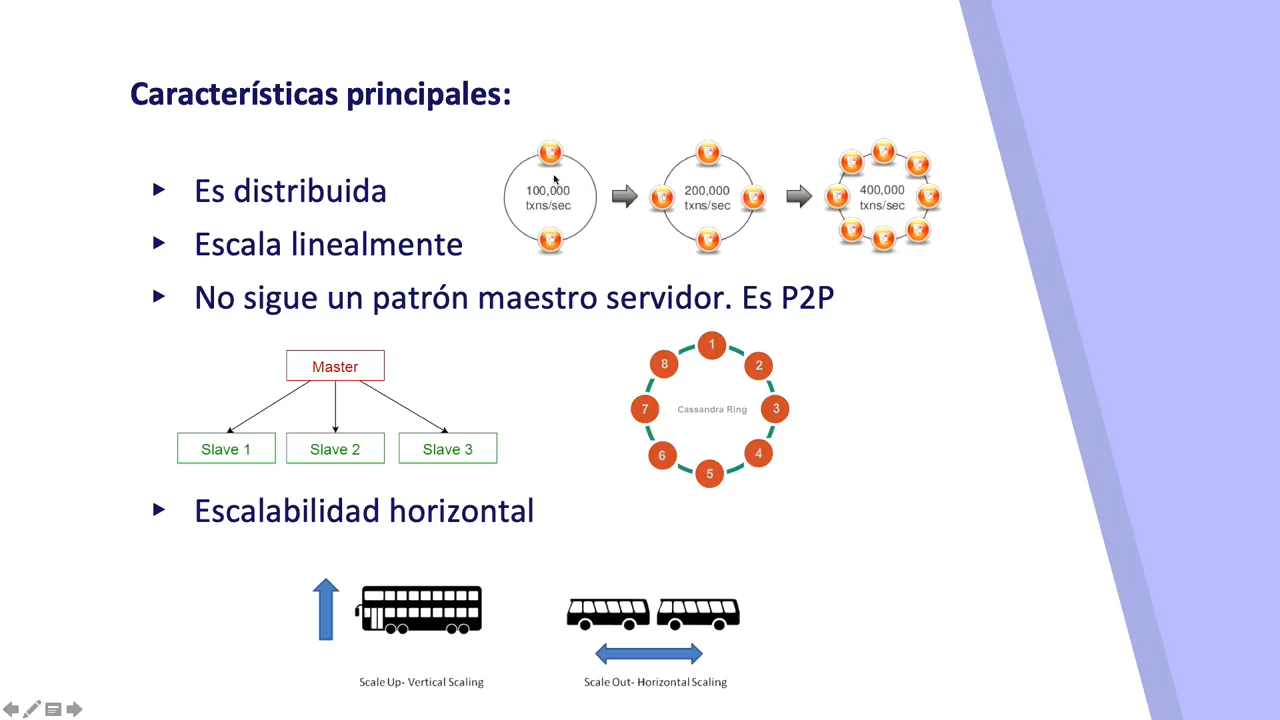 Características principales:
Es distribuida
100,000
txns/sec
200,000
txns/sec
400,000
txns/sec
Escala linealmente
No sigue un patrón maestro servidor. Es P2P
Master
Slave 1
Slave 2
Slave 3
1
2
3
4
5
6
7
8
Cassandra Ring
Escalabilidad horizontal
Scale Up- Vertical Scaling
Scale Out- Horizontal Scaling